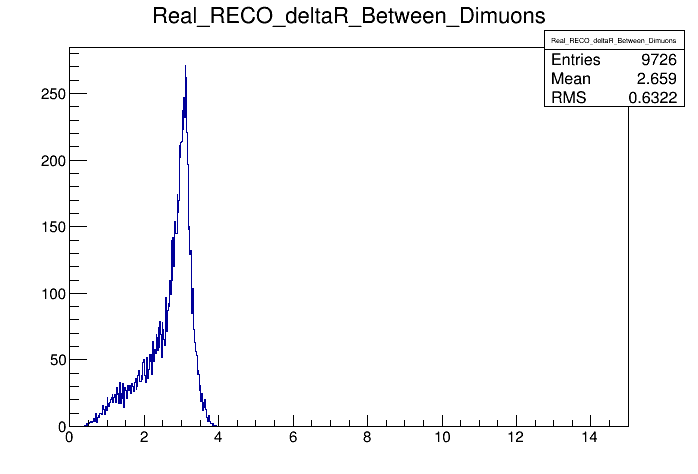 Real_RECO_deltaR_Between_Dimuons
Real_RECO_deltaR_Between_Dimuons
Entries 9726
Mean 2.659
RMS 0.6322
250
200
150
100
50
0
0 2 4 6 8 10 12 14